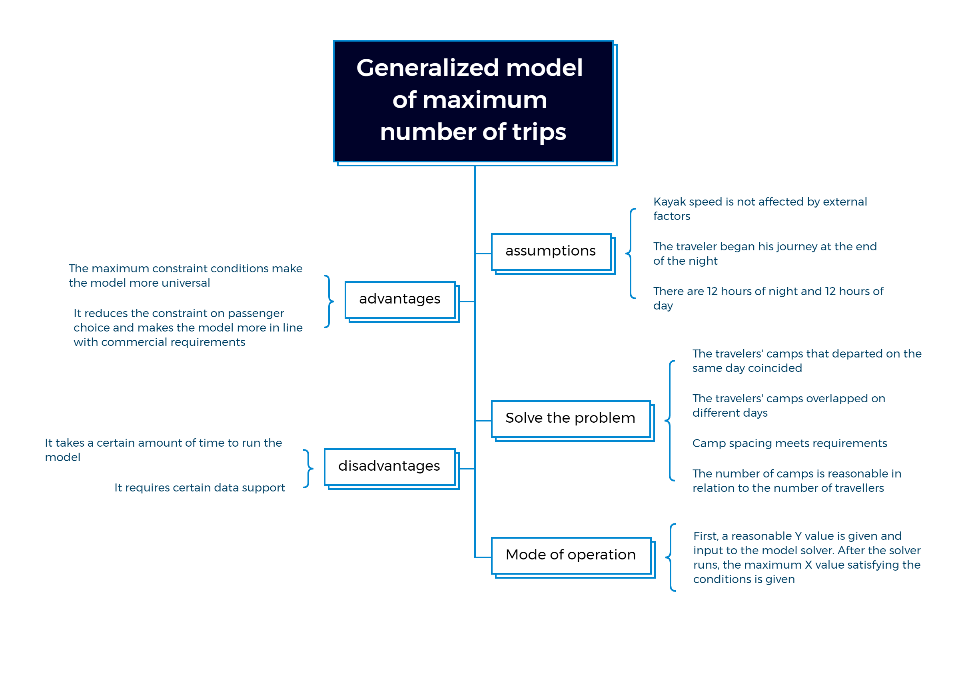 Generalized model
of maximum
number of trips
assumptions
Kayak speed is not affected by external
factors
The traveler began his journey at the end
of the night
There are 12 hours of night and 12 hours of
day
advantages
The maximum constraint conditions make
the model more universal
It reduces the constraint on passenger
choice and makes the model more in line
with commercial requirements
Solve the problem
The travelers' camps that departed on the
same day coincided
The travelers' camps overlapped on
different days
Camp spacing meets requirements
The number of camps is reasonable in
relation to the number of travellers
disadvantages
It takes a certain amount of time to run the
model
It requires certain data support
Mode of operation
First, a reasonable Y value is given and
input to the model solver. After the solver
runs, the maximum X value satisfying the
conditions is given